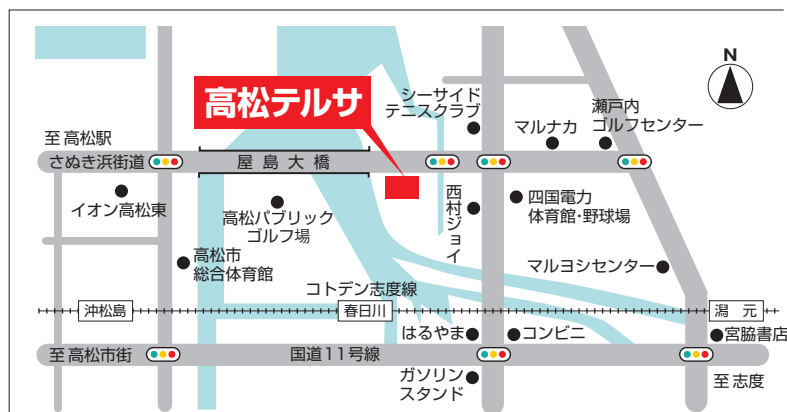 N
高松テルサ
シーサイド
テニスクラブ
瀬戸内
ゴルフセンター
マルナカ
至高松駅
さぬき浜街道
屋島大橋
イオン高松東
高松パブリック
ゴルフ場
西村ジョイ
四国電力
体育館・野球場
高松市
総合体育館
マルヨシセンター
コトデン志度線
沖松島
春日川
潟元
はるやま
コンビニ
宮脇書店
至高松市街
国道11号線
ガソリン
スタンド
至志度